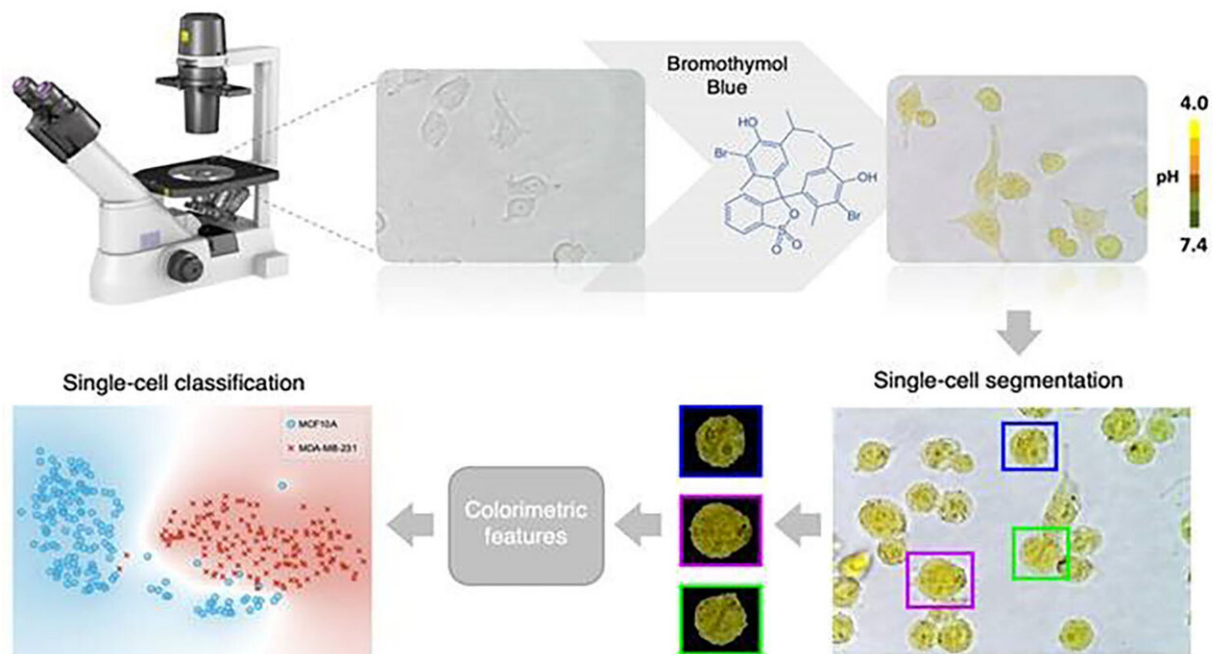 Bromothymol
Blue
HO
Br
OH
Br
O
S
O
O
4.0
pH
7.4
Single-cell classification
Single-cell segmentation
MCF10A
MDA-MB-231
Colorimetric
features